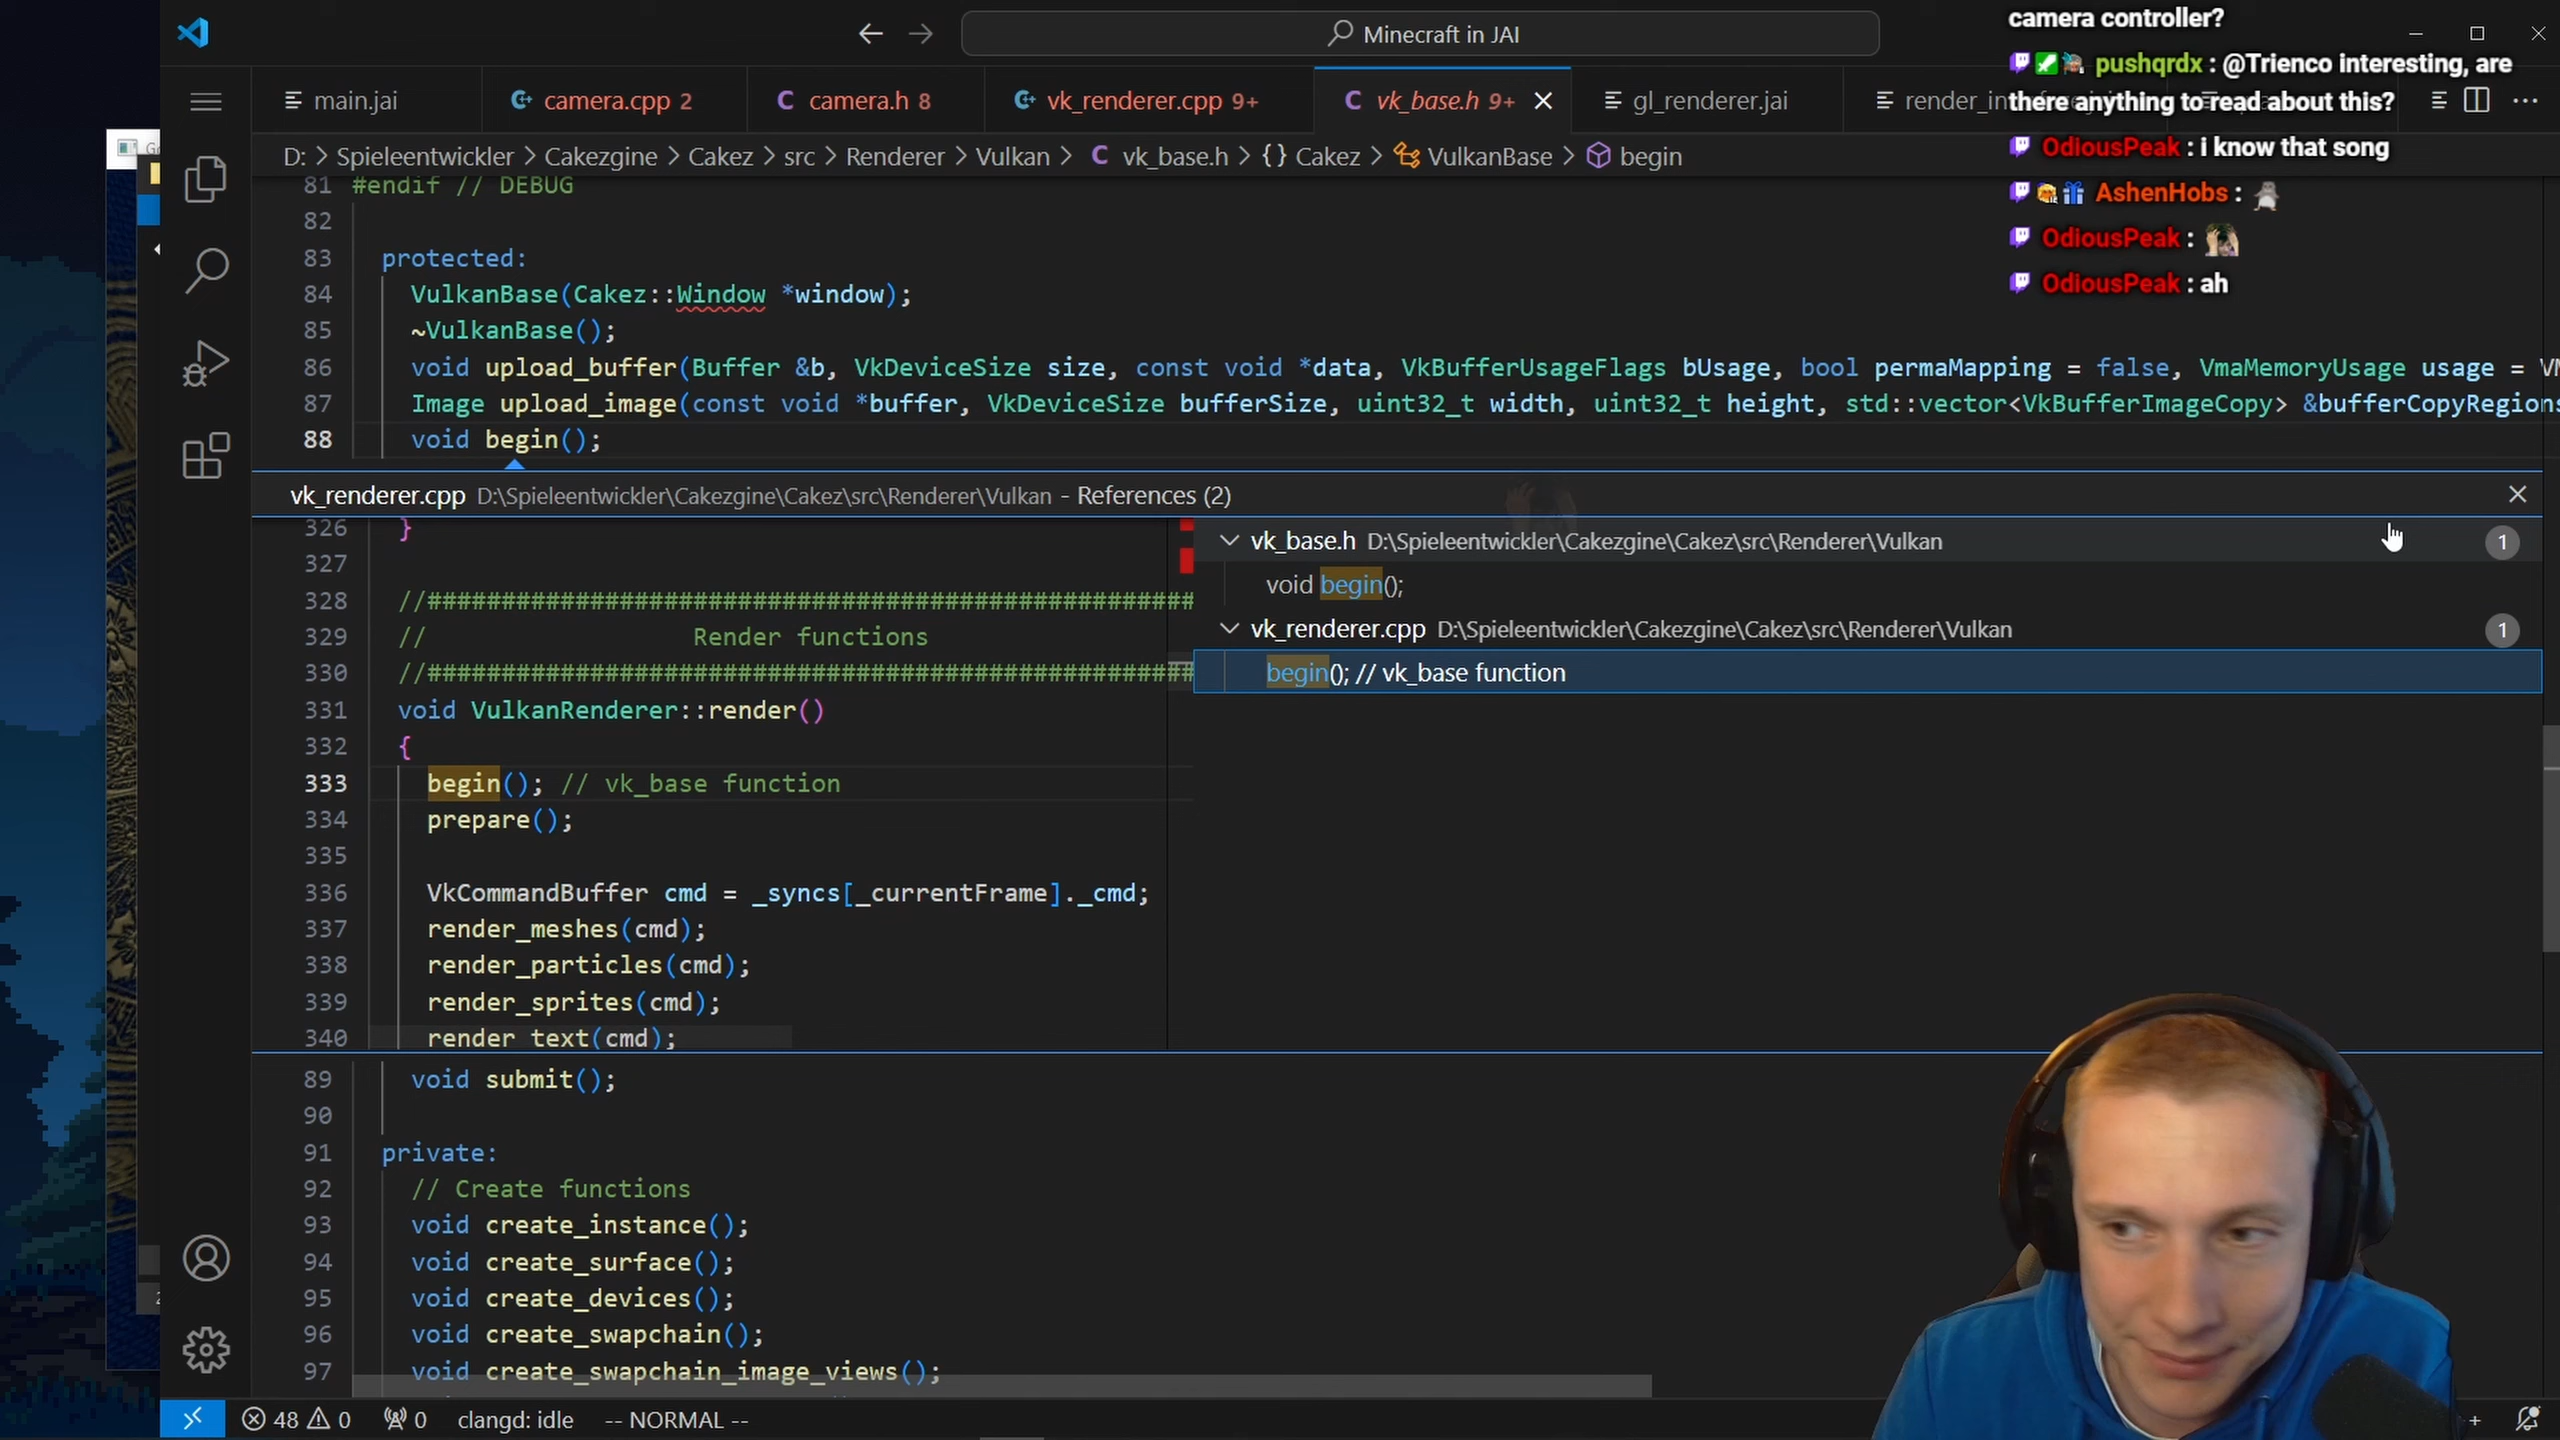 Minecraft in JAI
camera controller?
pushqrdx : @Trienco interesting, are
there anything to read about this?
OdiousPeak : i know that song
AshenHobs :
OdiousPeak :
OdiousPeak : ah
main.jai
camera.cpp 2
camera.h 8
vk_renderer.cpp 9+
vk_base.h 9+
gl_renderer.jai
D: > Spieleentwickler > Cakezgine > Cakez > src > Renderer > Vulkan > C vk_base.h > {} Cakez > VulkanBase > begin
81 #endif // DEBUG
82
83 protected:
84 VulkanBase(Cakez::Window *window);
85 ~VulkanBase();
86 void upload_buffer(Buffer &b, VkDeviceSize size, const void *data, VkBufferUsageFlags bUsage, bool permaMapping = false, VmaMemoryUsage usage =
87 Image upload_image(const void *buffer, VkDeviceSize bufferSize, uint32_t width, uint32_t height, std::vector<VkBufferImageCopy> &bufferCopyRegions
88 void begin();
vk_renderer.cpp D:\Spieleentwickler\Cakezgine\Cakez\src\Renderer\Vulkan - References (2)
326 }
327
328 //####################################################
329 // Render functions
330 //####################################################
331 void VulkanRenderer::render()
332 {
333 begin(); // vk_base function
334 prepare();
335
336 VkCommandBuffer cmd = _syncs[_currentFrame]._cmd;
337 render_meshes(cmd);
338 render_particles(cmd);
339 render_sprites(cmd);
340 render_text(cmd);
vk_base.h D:\Spieleentwickler\Cakezgine\Cakez\src\Renderer\Vulkan 1
void begin();
vk_renderer.cpp D:\Spieleentwickler\Cakezgine\Cakez\src\Renderer\Vulkan 1
begin(); // vk_base function
89 void submit();
90
91 private:
92 // Create functions
93 void create_instance();
94 void create_surface();
95 void create_devices();
96 void create_swapchain();
97 void create_swapchain_image_views();
48 0 0 clangd: idle -- NORMAL --